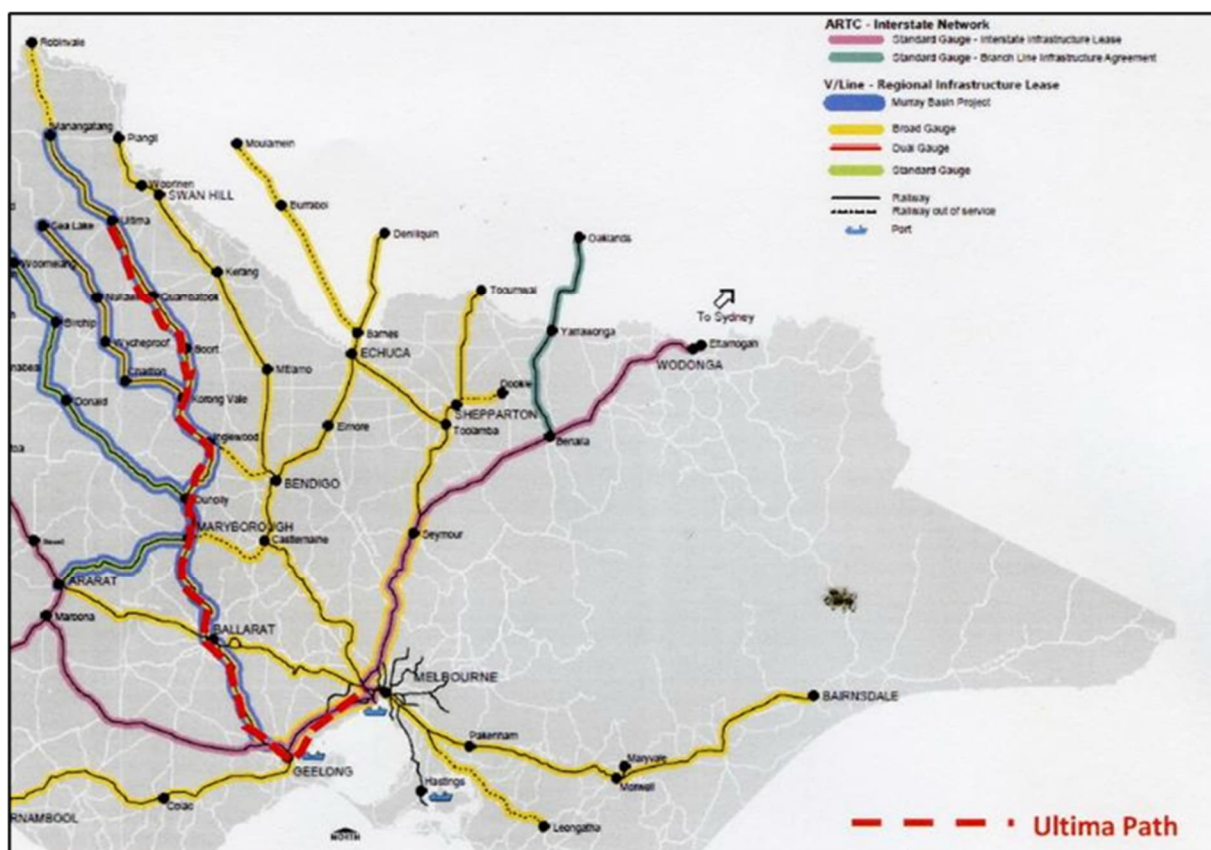 ARTC - Interstate Network
Standard Gauge - Interstate Infrastructure Lease
Standard Gauge - Branch Line Infrastructure Agreement
V/Line - Regional Infrastructure Lease
Murray Basin Project
Broad Gauge
Dual Gauge
Standard Gauge
Railway
Railway out of service
Port
Robinvale
Manangatang
Piangil
Moulamein
Woorinen
SWAN HILL
Burraboi
Sea Lake
Ultima
Deniliquin
Oaklands
Woomelang
Kerang
Quambatook
Tocumwal
To Sydney
Birchip
Wycheproof
Boort
Barnes
Yarrawonga
Ettamogah
ECHUCA
WODONGA
Charlton
Mitiamo
Dookie
Donald
Korong Vale
SHEPPARTON
Elmore
Toolamba
Inglewood
Benalla
BENDIGO
Dunolly
MARYBOROUGH
Castlemaine
Seymour
ARARAT
Maroona
BALLARAT
MELBOURNE
BAIRNSDALE
Pakenham
GEELONG
Maryvale
Morwell
Hastings
Colac
RNAMBOOL
NORTH
Leongatha
Ultima Path